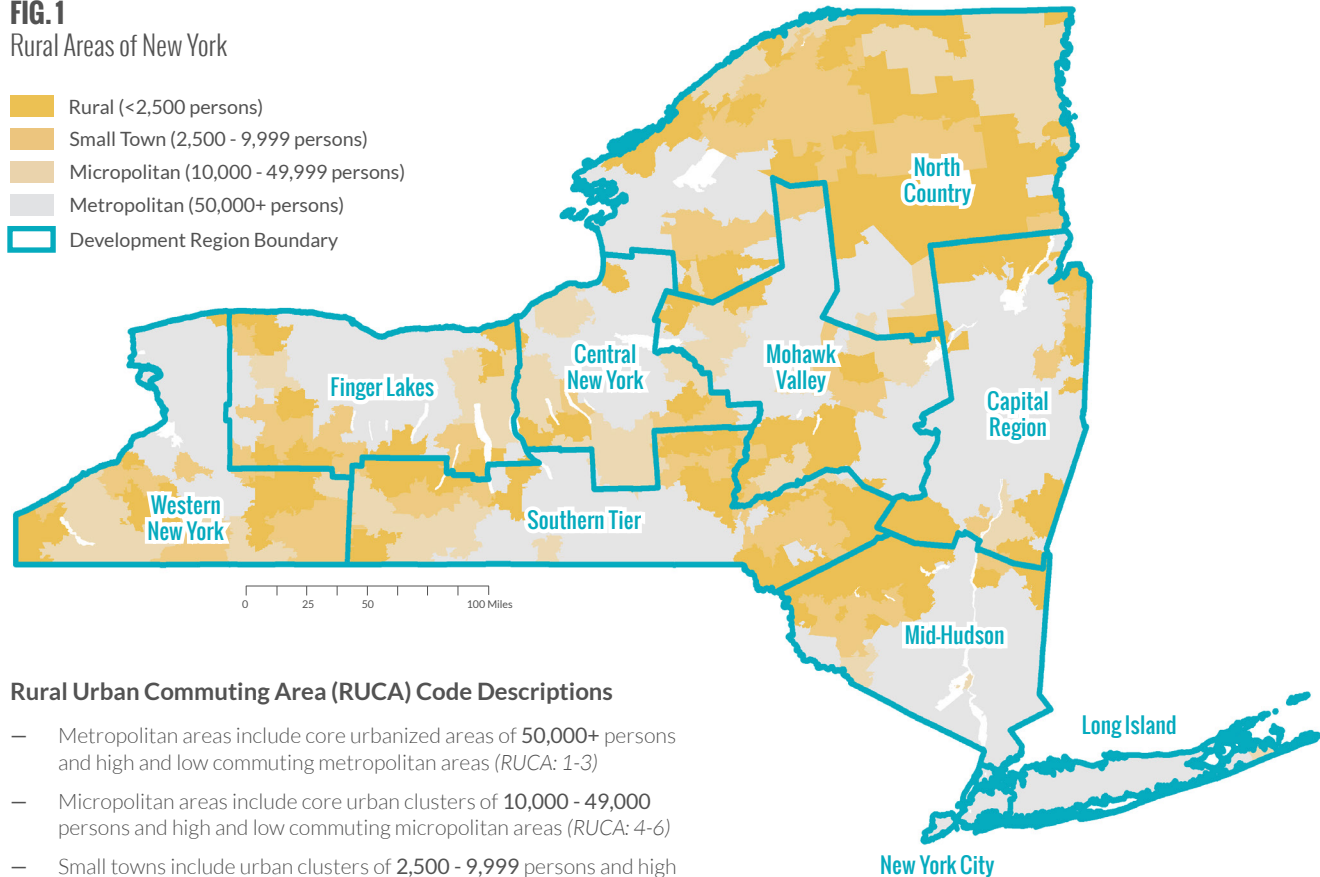 FIG.1
Rural Areas of New York
Rural (<2,500 persons)
Small Town (2,500 - 9,999 persons)
Micropolitan (10,000 - 49,999 persons)
Metropolitan (50,000+ persons)
Development Region Boundary
North
Country
Central
New York
Mohawk
Valley
Finger Lakes
Capital
Region
Western
New York
Southern Tier
0 25 50 100 Miles
Mid-Hudson
Long Island
New York City
Rural Urban Commuting Area (RUCA) Code Descriptions
— Metropolitan areas include core urbanized areas of 50,000+ persons
and high and low commuting metropolitan areas (RUCA: 1-3)
— Micropolitan areas include core urban clusters of 10,000 - 49,000
persons and high and low commuting micropolitan areas (RUCA: 4-6)
— Small towns include urban clusters of 2,500 - 9,999 persons and high